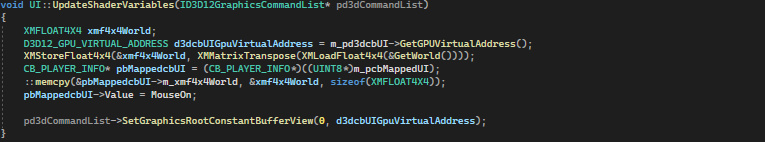 void UI::UpdateShaderVariables(ID3D12GraphicsCommandList* pd3dCommandList)
{
XMFLOAT4X4 xmf4x4World;
D3D12_GPU_VIRTUAL_ADDRESS d3dcbUIGpuVirtualAddress = m_pd3dcbUI->GetGPUVirtualAddress();
XMStoreFloat4x4(&xmf4x4World, XMMatrixTranspose(XMLoadFloat4x4(&GetWorld())));
CB_PLAYER_INFO* pbMappedcbUI = (CB_PLAYER_INFO*)((UINT8*)m_pcbMappedUI);
::memcpy(&pbMappedcbUI->m_xmf4x4World, &xmf4x4World, sizeof(XMFLOAT4X4));
pbMappedcbUI->Value = MouseOn;
pd3dCommandList->SetGraphicsRootConstantBufferView(0, d3dcbUIGpuVirtualAddress);
}